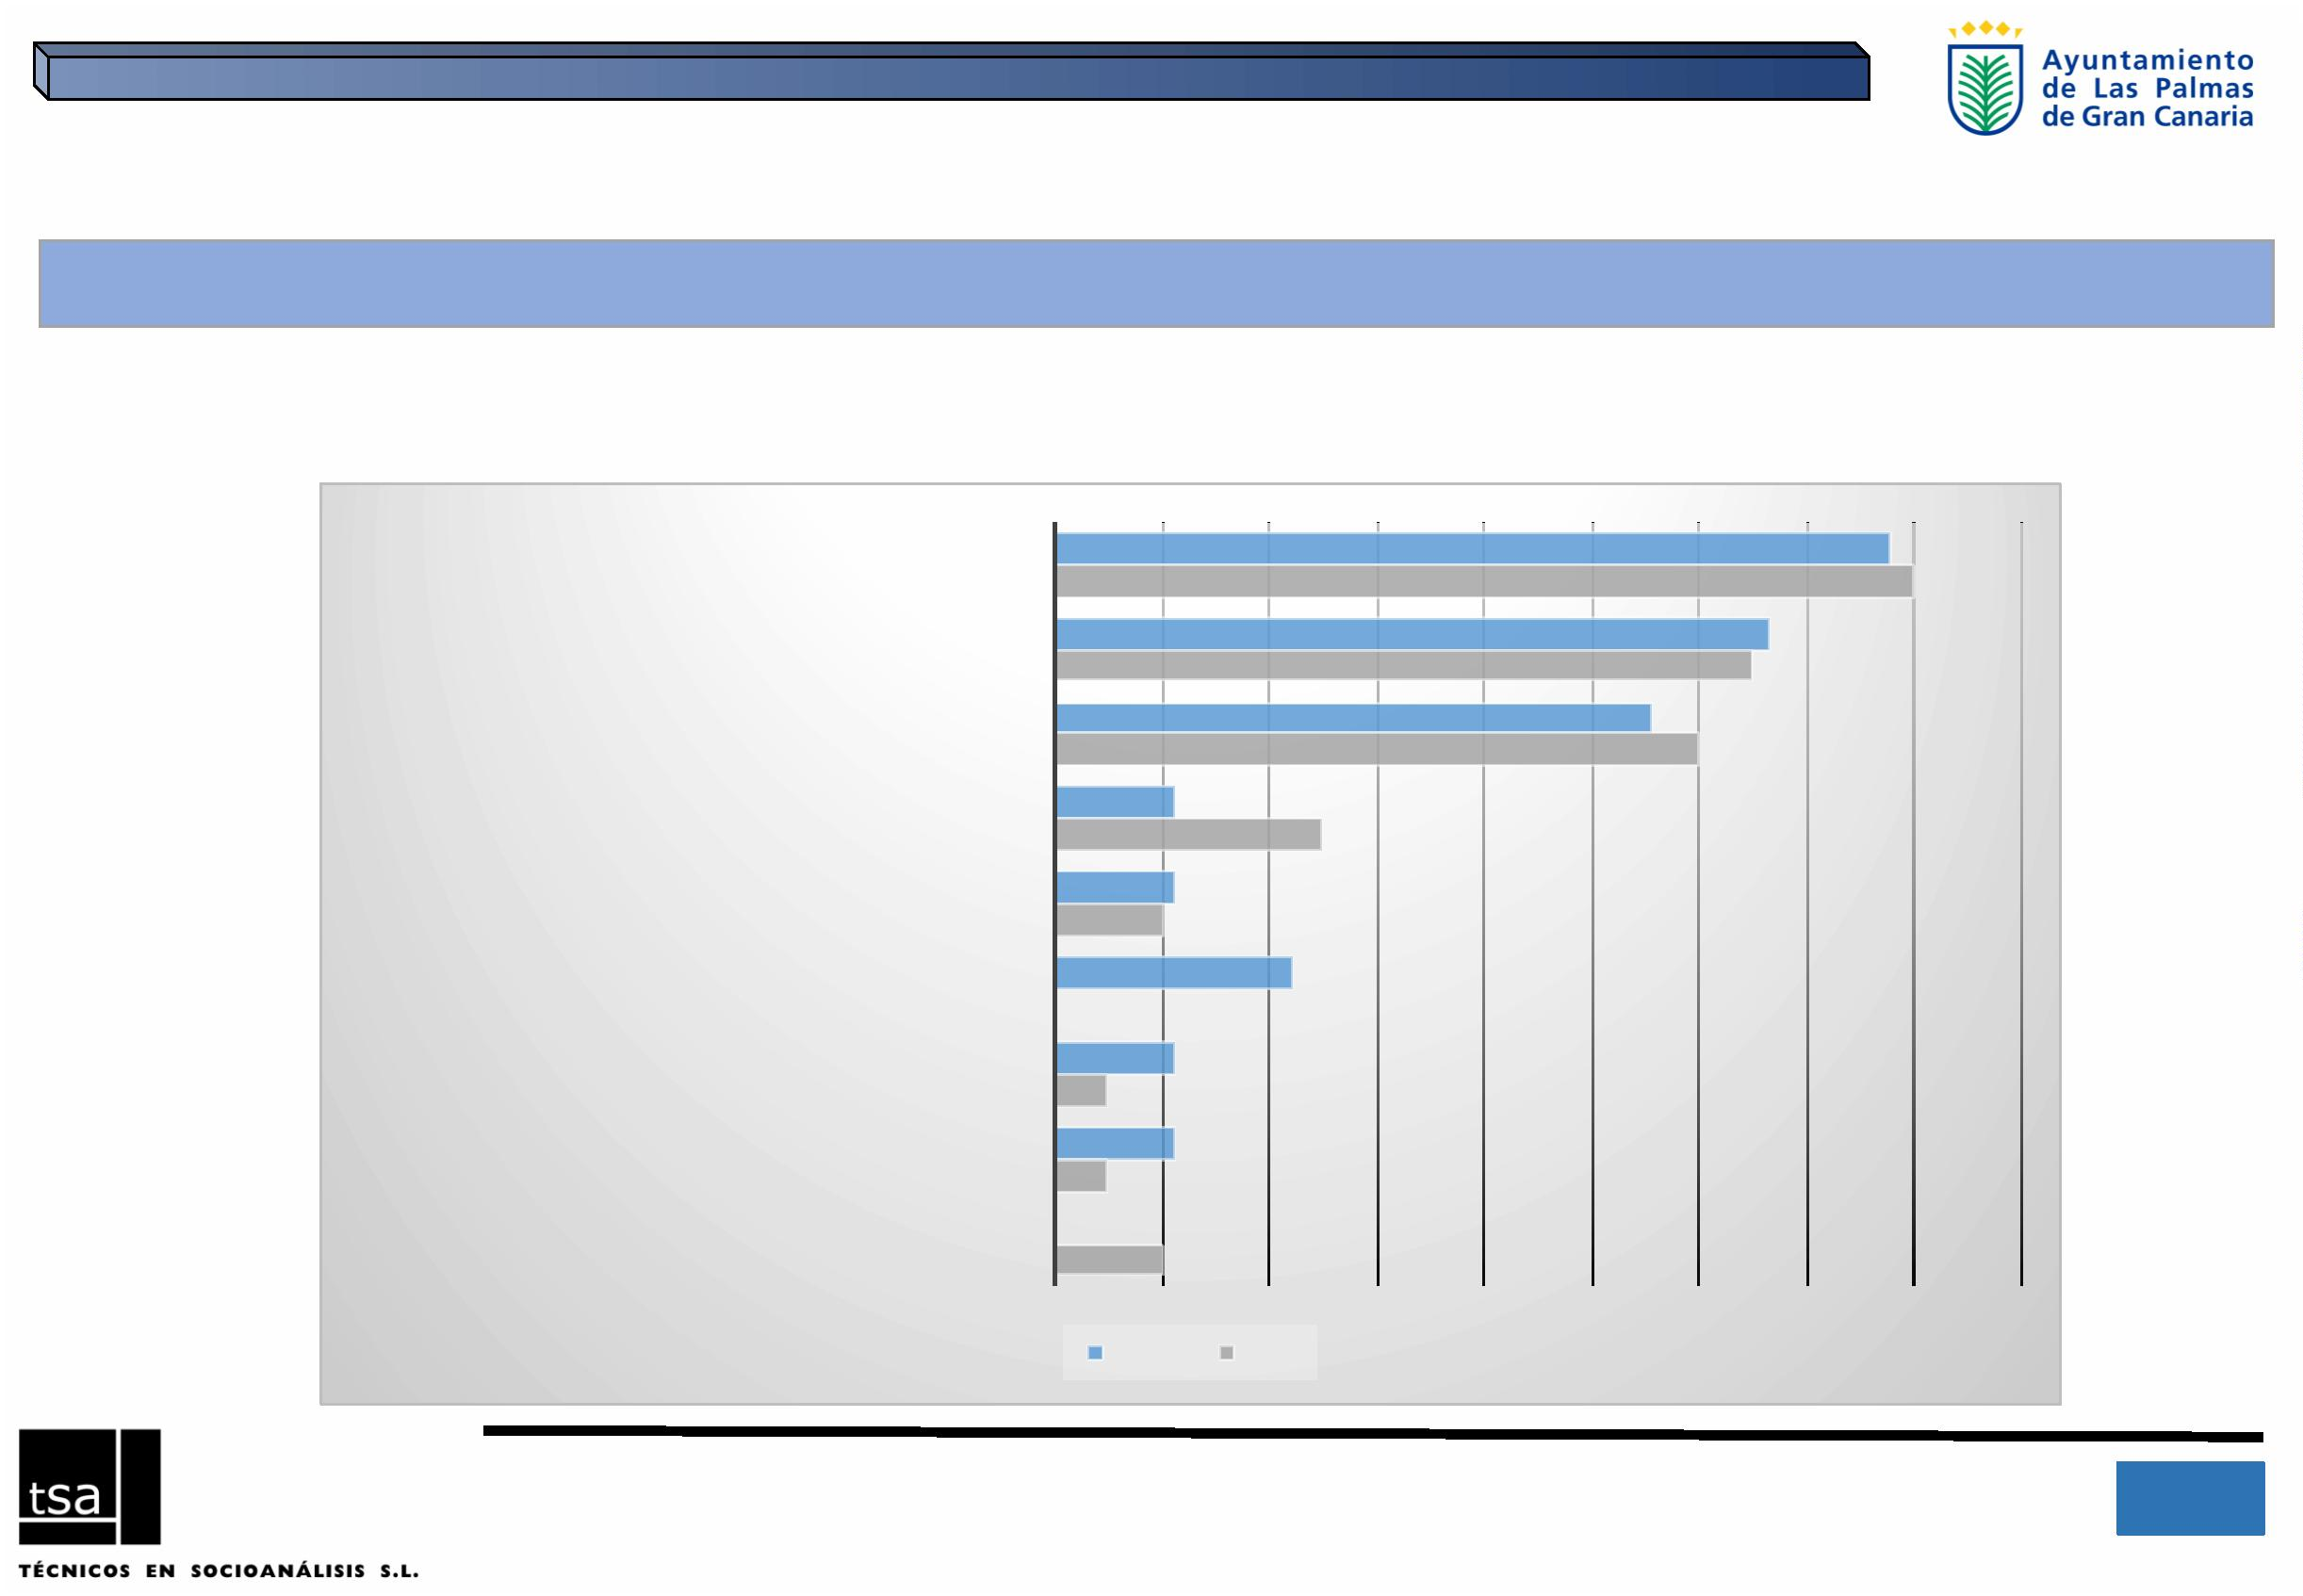 Ayuntamiento
de Las Palmas
de Gran Canaria
tsa
TÉCNICOS EN SOCIOANÁLISIS S.L.